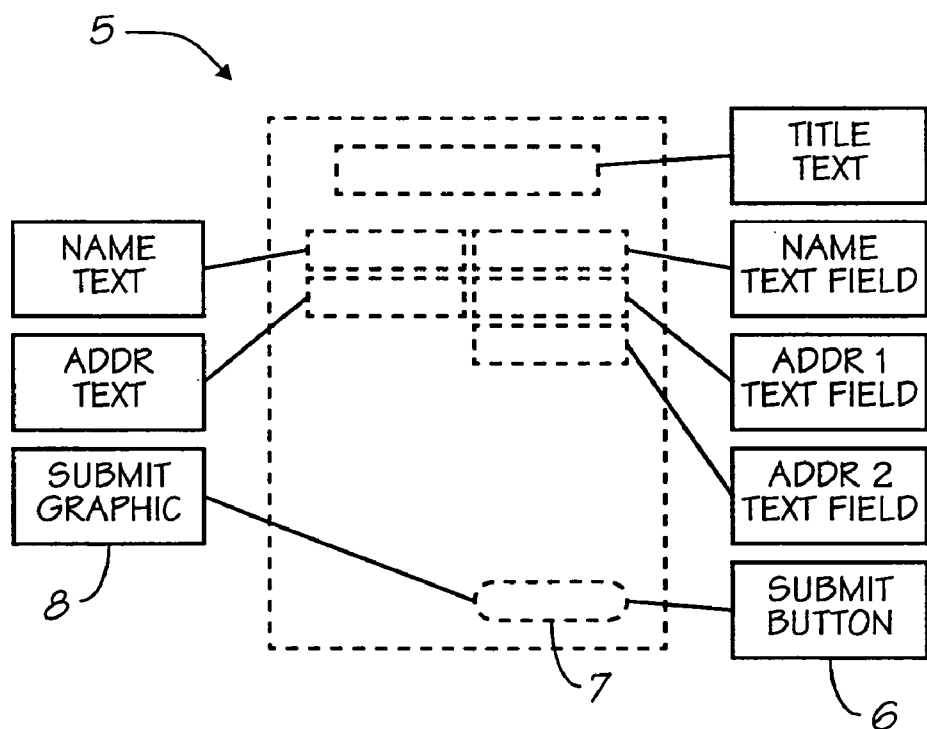 5
TITLE
TEXT
NAME
TEXT
NAME
TEXT FIELD
ADDR
TEXT
ADDR 1
TEXT FIELD
SUBMIT
GRAPHIC
ADDR 2
TEXT FIELD
8
SUBMIT
BUTTON
7
6